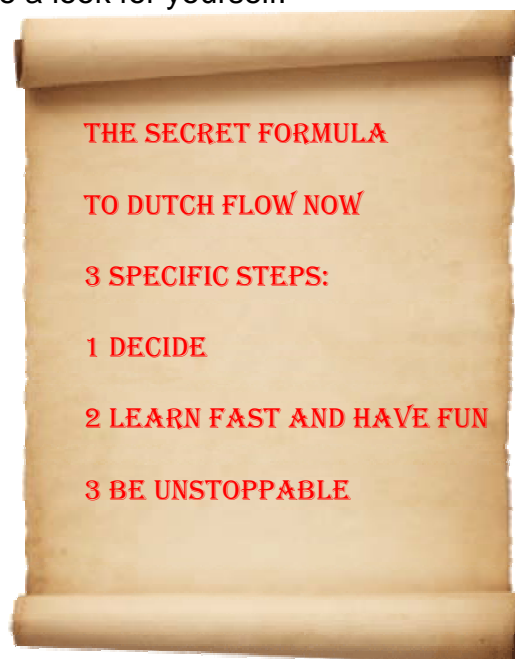 a look for yourself.
THE SECRET FORMULA
TO DUTCH FLOW NOW
3 SPECIFIC STEPS:
1 DECIDE
2 LEARN FAST AND HAVE FUN
3 BE UNSTOPPABLE